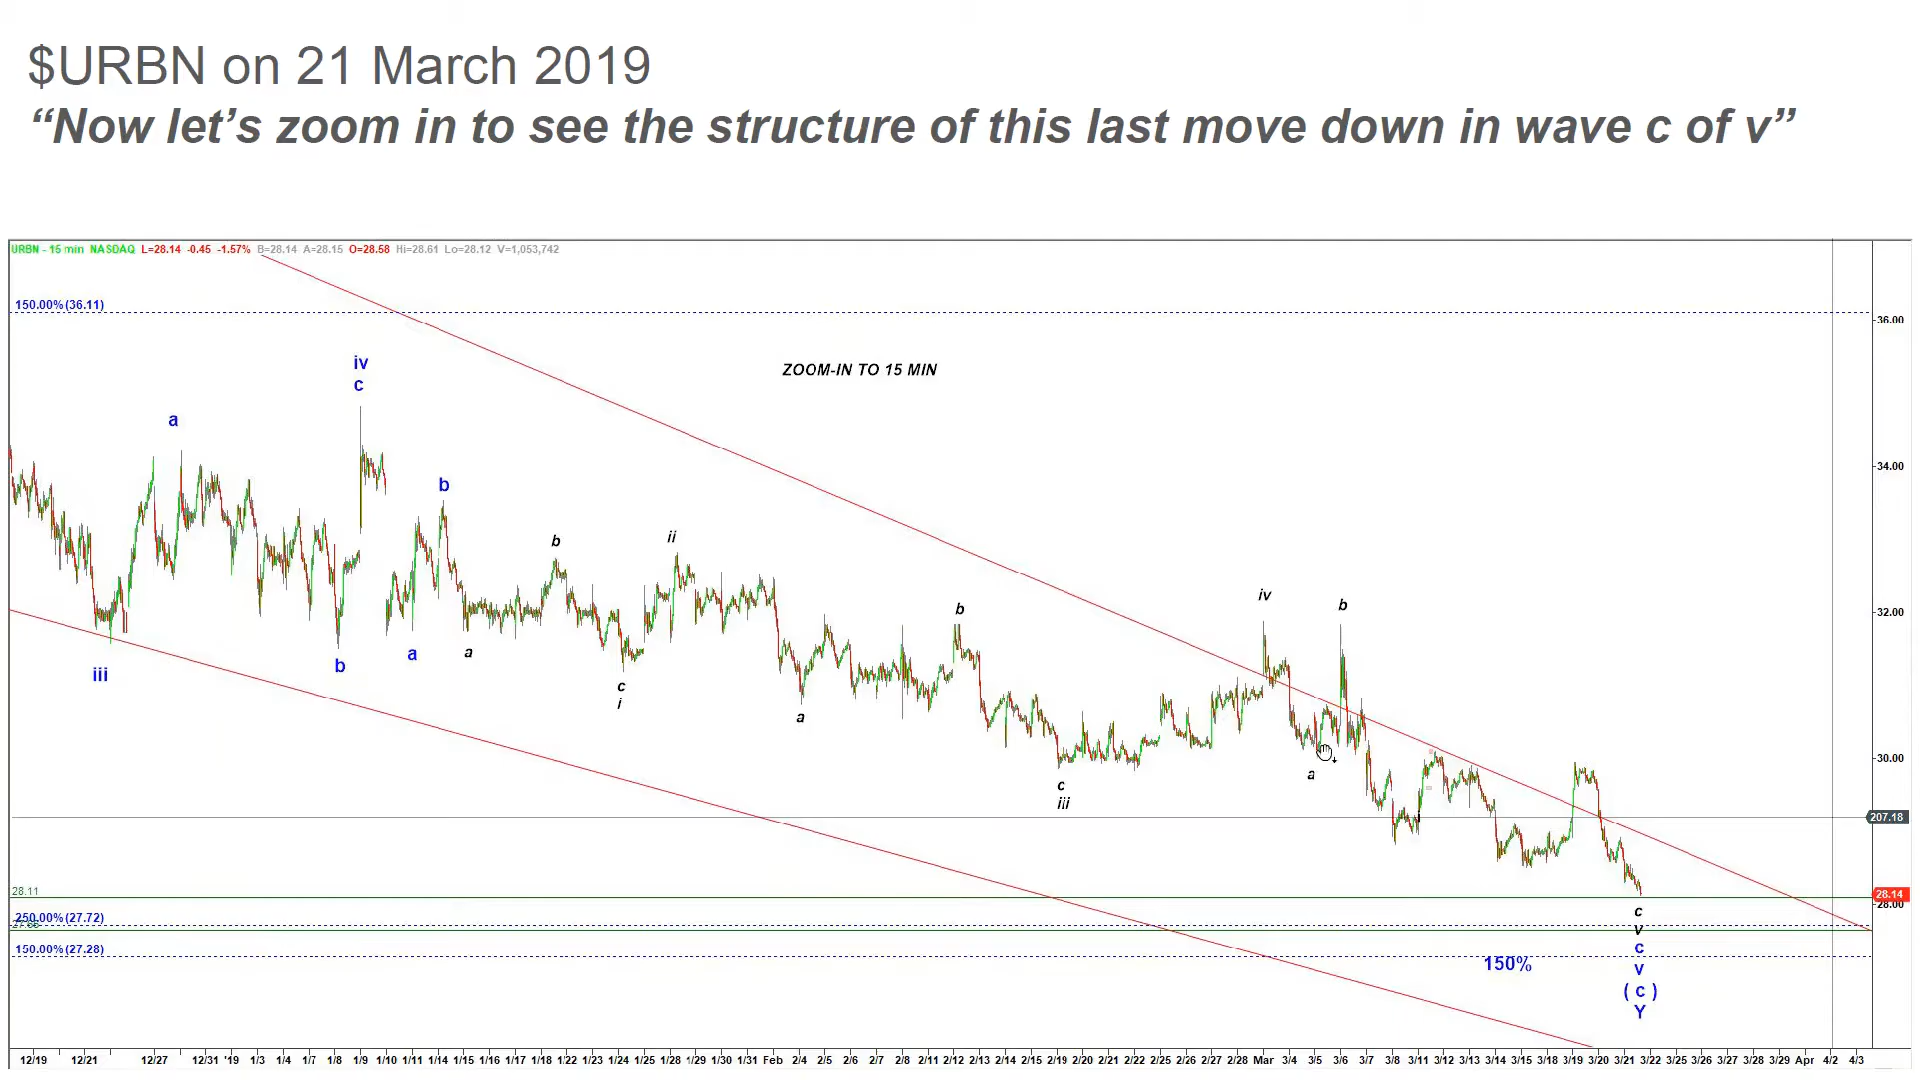 $URBN on 21 March 2019
“Now let’s zoom in to see the structure of this last move down in wave c of v”
URBN - 15 min NASDAQ L=28.14 -0.45 -1.57% B=28.14 A=28.15 O=28.58 Hi=28.61 Lo=28.12 V=1,053,742
150.00%(36.11)
36.00
iv
c
ZOOM-IN TO 15 MIN
a
34.00
b
b
ii
iv
b
b
32.00
iii
b
a
a
c
i
a
30.00
a
c
iii
i
207.18
28.11
28.14
28.00
250.00%(27.72)
150.00%(27.28)
150%
c
v
c
v
( c )
Y
12/19 12/21 12/27 12/31 '19 1/3 1/4 1/7 1/8 1/9 1/10 1/11 1/14 1/15 1/16 1/17 1/18 1/22 1/23 1/24 1/25 1/28 1/29 1/30 1/31 Feb 2/4 2/5 2/6 2/7 2/8 2/11 2/12 2/13 2/14 2/15 2/19 2/20 2/21 2/22 2/25 2/26 2/27 2/28 Mar 3/4 3/5 3/6 3/7 3/8 3/11 3/12 3/13 3/14 3/15 3/18 3/19 3/20 3/21 3/22 3/25 3/26 3/27 3/28 3/29 Apr 4/2 4/3